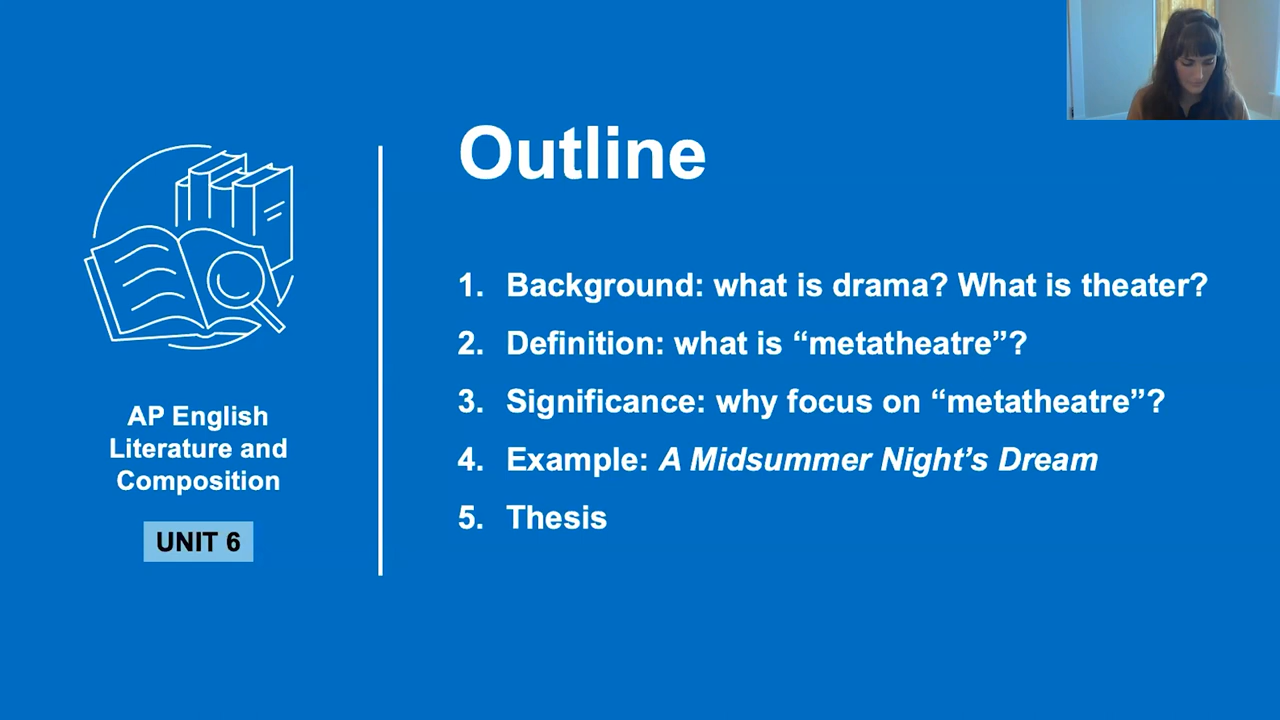 Outline
1. Background: what is drama? What is theater?
2. Definition: what is “metatheatre”?
3. Significance: why focus on “metatheatre”?
4. Example: A Midsummer Night’s Dream
5. Thesis
AP English
Literature and
Composition
UNIT 6